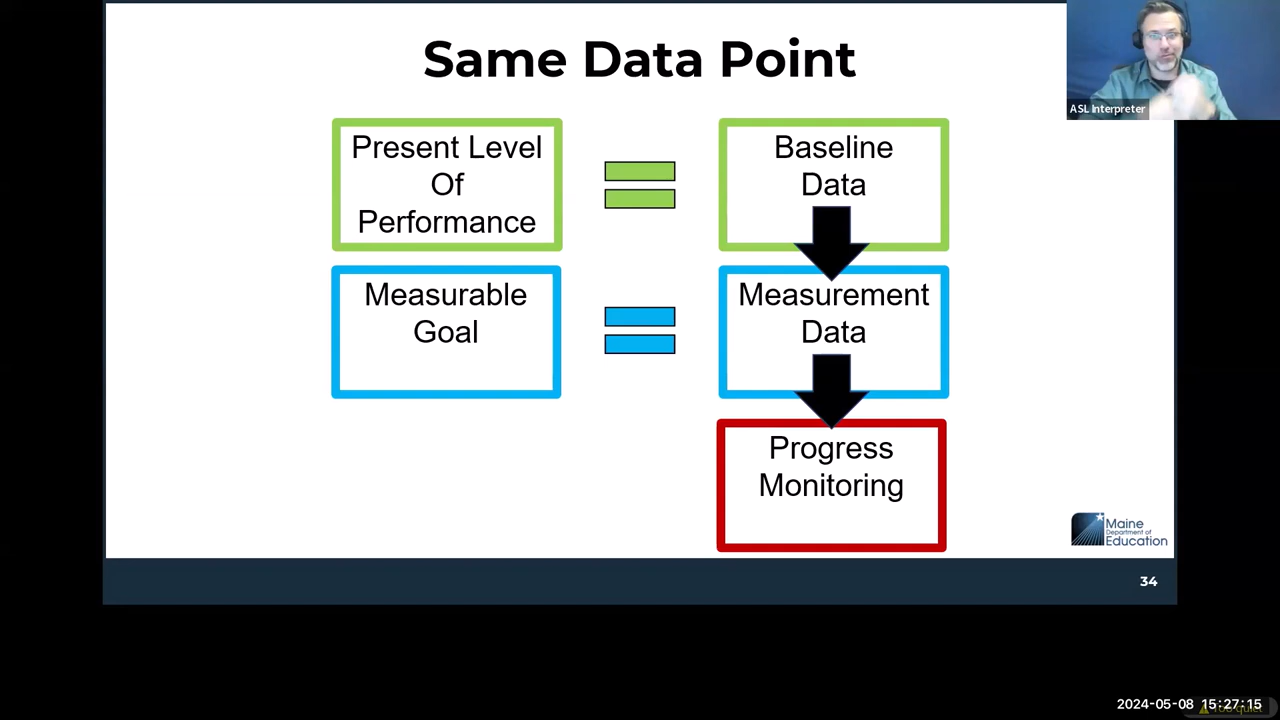 Same Data Point
ASL Interpreter
Present Level
Of
Performance
Baseline
Data
Measurable
Goal
Measurement
Data
Progress
Monitoring
Maine
Department of
Education
34
2024-05-08 15:27:15